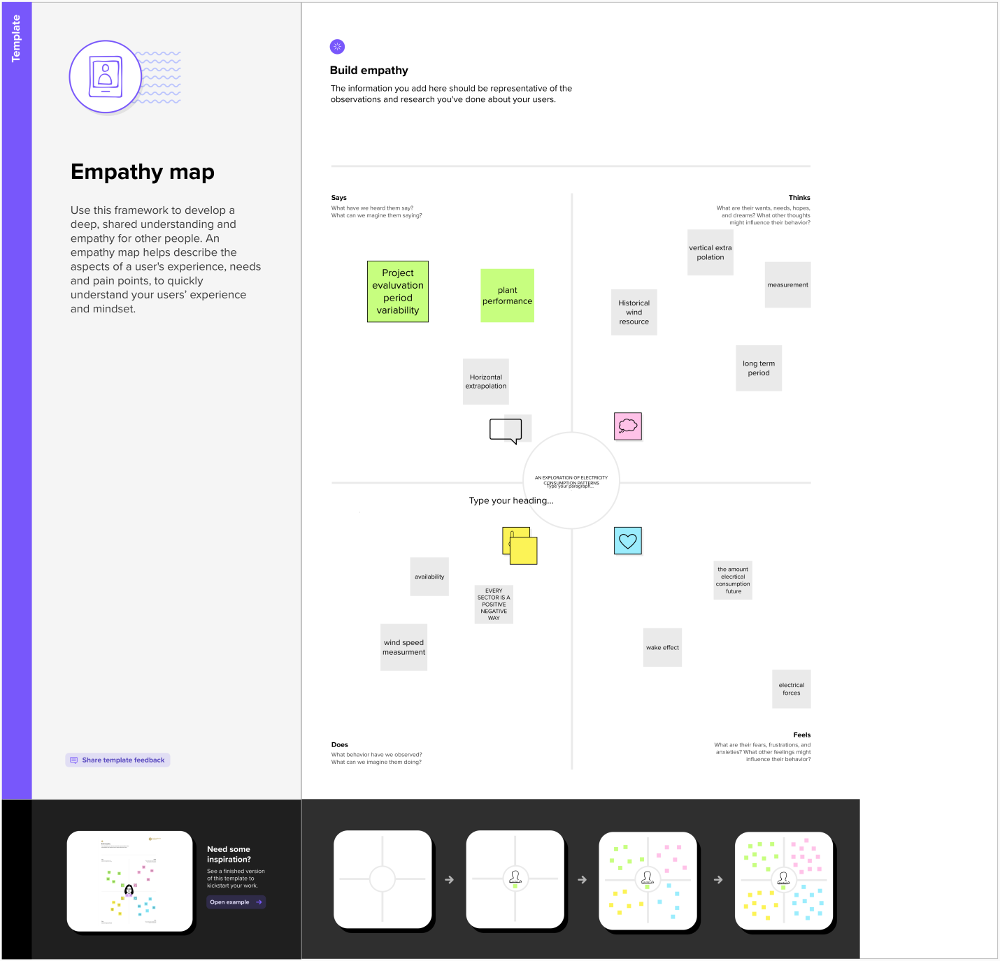 Template
Empathy map
Use this framework to develop a
deep, shared understanding and
empathy for other people. An
empathy map helps describe the
aspects of a user's experience, needs
and pain points, to quickly
understand your users’ experience
and mindset.
Share template feedback
Build empathy
The information you add here should be representative of the
observations and research you've done about your users.
Says
What have we heard them say?
What can we magine them saying?
Thinks
What are their wants, needs, hopes,
and dreams? What other thoughts
might influence their behavior?
Project
evaluvation
period
variability
plant
performance
Horizontal
extrapolation
vertical extra
polation
measurement
Historical
wind
resource
long term
period
AN EXPLORATION OF ELECTRICITY
CONSUMPTION PATTERNS
Type your paragraph...
Type your heading...
availability
EVERY
SECTOR IS A
POSITIVE
NEGATIVE
WAY
wind speed
measurment
the amount
elecrtical
consumption
future
wake effect
electrical
forces
Does
What behavior have we observed?
What can we imagine them doing?
Feels
What are their fears, frustrations, and
anxieties? What other feelings might
influence their behavior?
Need some
inspiration?
See a finished version
of this template to
kickstart your work.
Open example